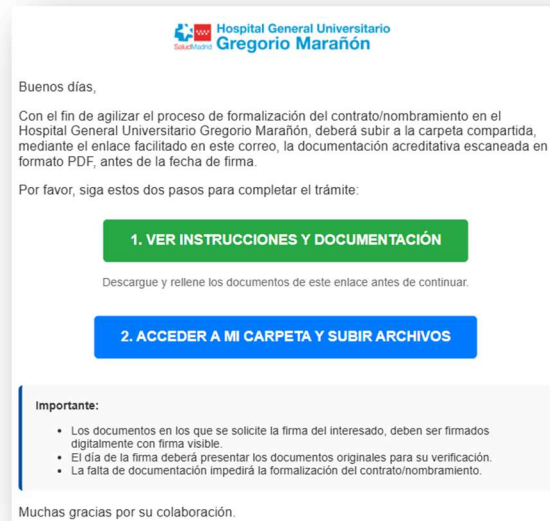 Hospital General Universitario
SaludMadrid Gregorio Marañón
Buenos días,
Con el fin de agilizar el proceso de formalización del contrato/nombramiento en el
Hospital General Universitario Gregorio Marañón, deberá subir a la carpeta compartida,
mediante el enlace facilitado en este correo, la documentación acreditativa escaneada en
formato PDF, antes de la fecha de firma.
Por favor, siga estos dos pasos para completar el trámite:
1. VER INSTRUCCIONES Y DOCUMENTACIÓN
Descargue y rellene los documentos de este enlace antes de continuar.
2. ACCEDER A MI CARPETA Y SUBIR ARCHIVOS
Importante:
• Los documentos en los que se solicite la firma del interesado, deben ser firmados
digitalmente con firma visible.
• El día de la firma deberá presentar los documentos originales para su verificación.
• La falta de documentación impedirá la formalización del contrato/nombramiento.
Muchas gracias por su colaboración.